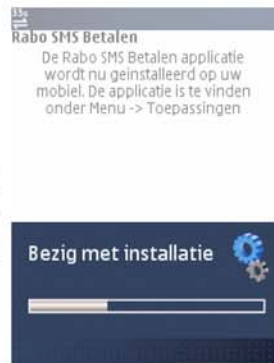 Rabo SMS Betalen
De Rabo SMS Betalen applicatie
wordt nu geinstalleerd op uw
mobiel. De applicatie is te vinden
onder Menu -> Toepassingen
Bezig met installatie